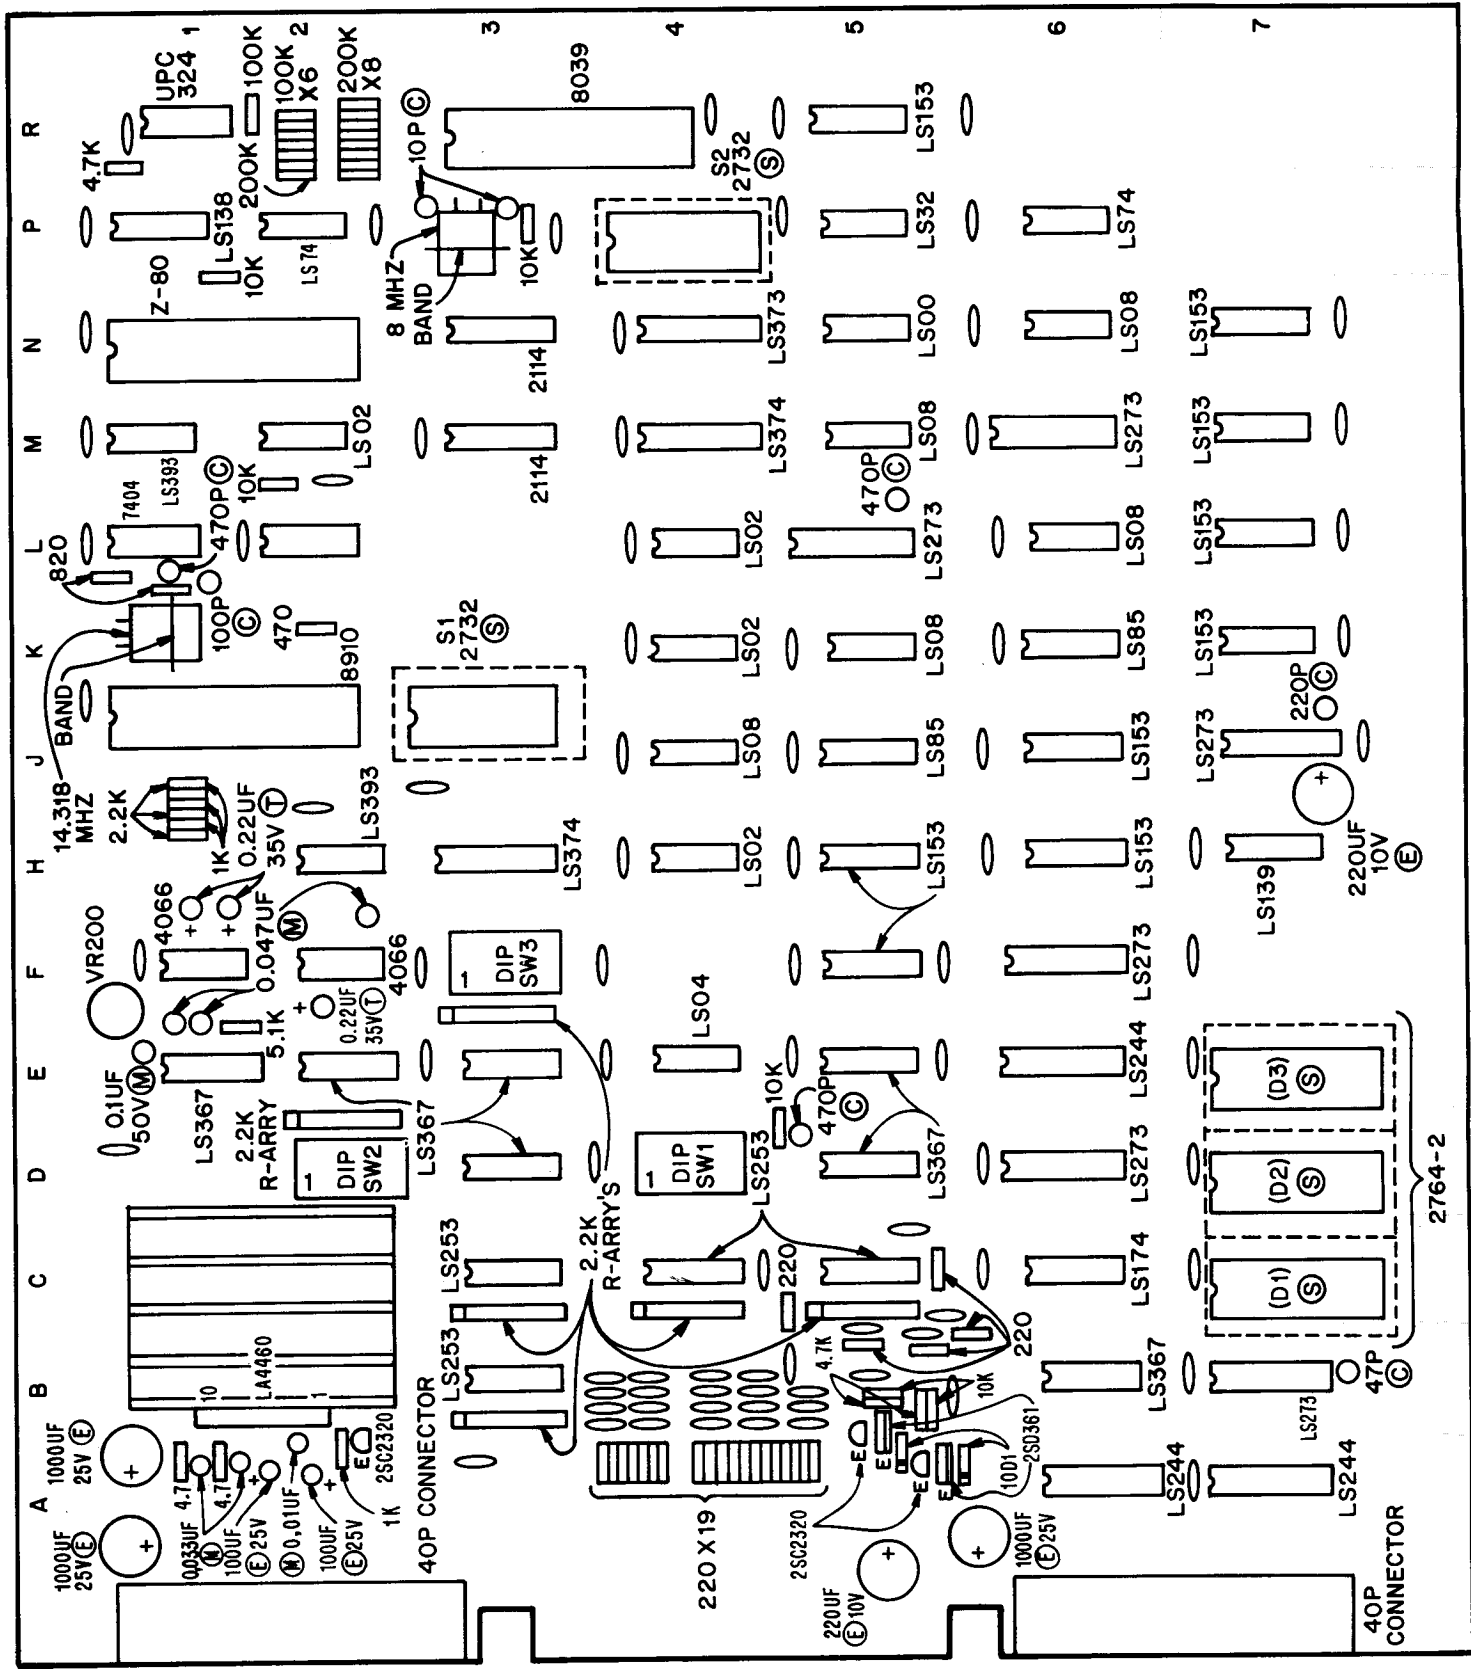 R
P
N
M
L
K
J
H
F
E
D
C
B
A
1
2
3
4
5
6
7
4.7K
UPC
324
100K
100K
X6
200K
200K
X8
LS138
Z-80
10K
LS74
10P Ⓒ
8 MHZ
BAND
10K
8039
S2
2732
Ⓢ
LS153
LS32
LS74
2114
LS373
LS00
LS08
LS153
LS393
LS02
2114
LS374
LS08
LS273
LS153
7404
470P Ⓒ
10K
470P
Ⓒ
LS02
LS273
LS08
LS153
820
100P
Ⓒ
470
8910
S1
2732
Ⓢ
LS02
LS08
LS85
LS153
BAND
14.318
MHZ
LS08
LS85
LS153
LS273
220P
Ⓒ
2.2K
1K
0.22UF
35V Ⓣ
LS393
LS374
LS02
LS153
LS153
LS139
220UF
10V
Ⓔ
+
VR200
4066
+
+
0.047UF
Ⓜ
4066
1
DIP
SW3
LS273
0.1UF
50V Ⓜ
5.1K
+
0.22UF
35V Ⓣ
LS04
LS244
(D3)
Ⓢ
LS367
2.2K
R-ARRY
LS367
10K
470P
Ⓒ
LS367
1
DIP
SW2
1
DIP
SW1
LS273
(D2)
Ⓢ
2764-2
LS253
2.2K
R-ARRY'S
LS253
220
LS174
(D1)
Ⓢ
10
LA4460
1
LS253
4.7K
220
10K
LS367
LS273
47P
Ⓒ
1000UF
25V Ⓔ
+
4.7
4.7
E
2SC2320
40P CONNECTOR
220 X 19
E
E
E
E
2SC2320
10D1
2SD361
LS244
LS244
1000UF
25V Ⓔ
+
0.033UF
Ⓜ
100UF
Ⓔ 25V
+
Ⓜ 0.01UF
100UF
Ⓔ 25V
+
1K
220UF
Ⓔ 10V
+
1000UF
Ⓔ 25V
+
40P
CONNECTOR